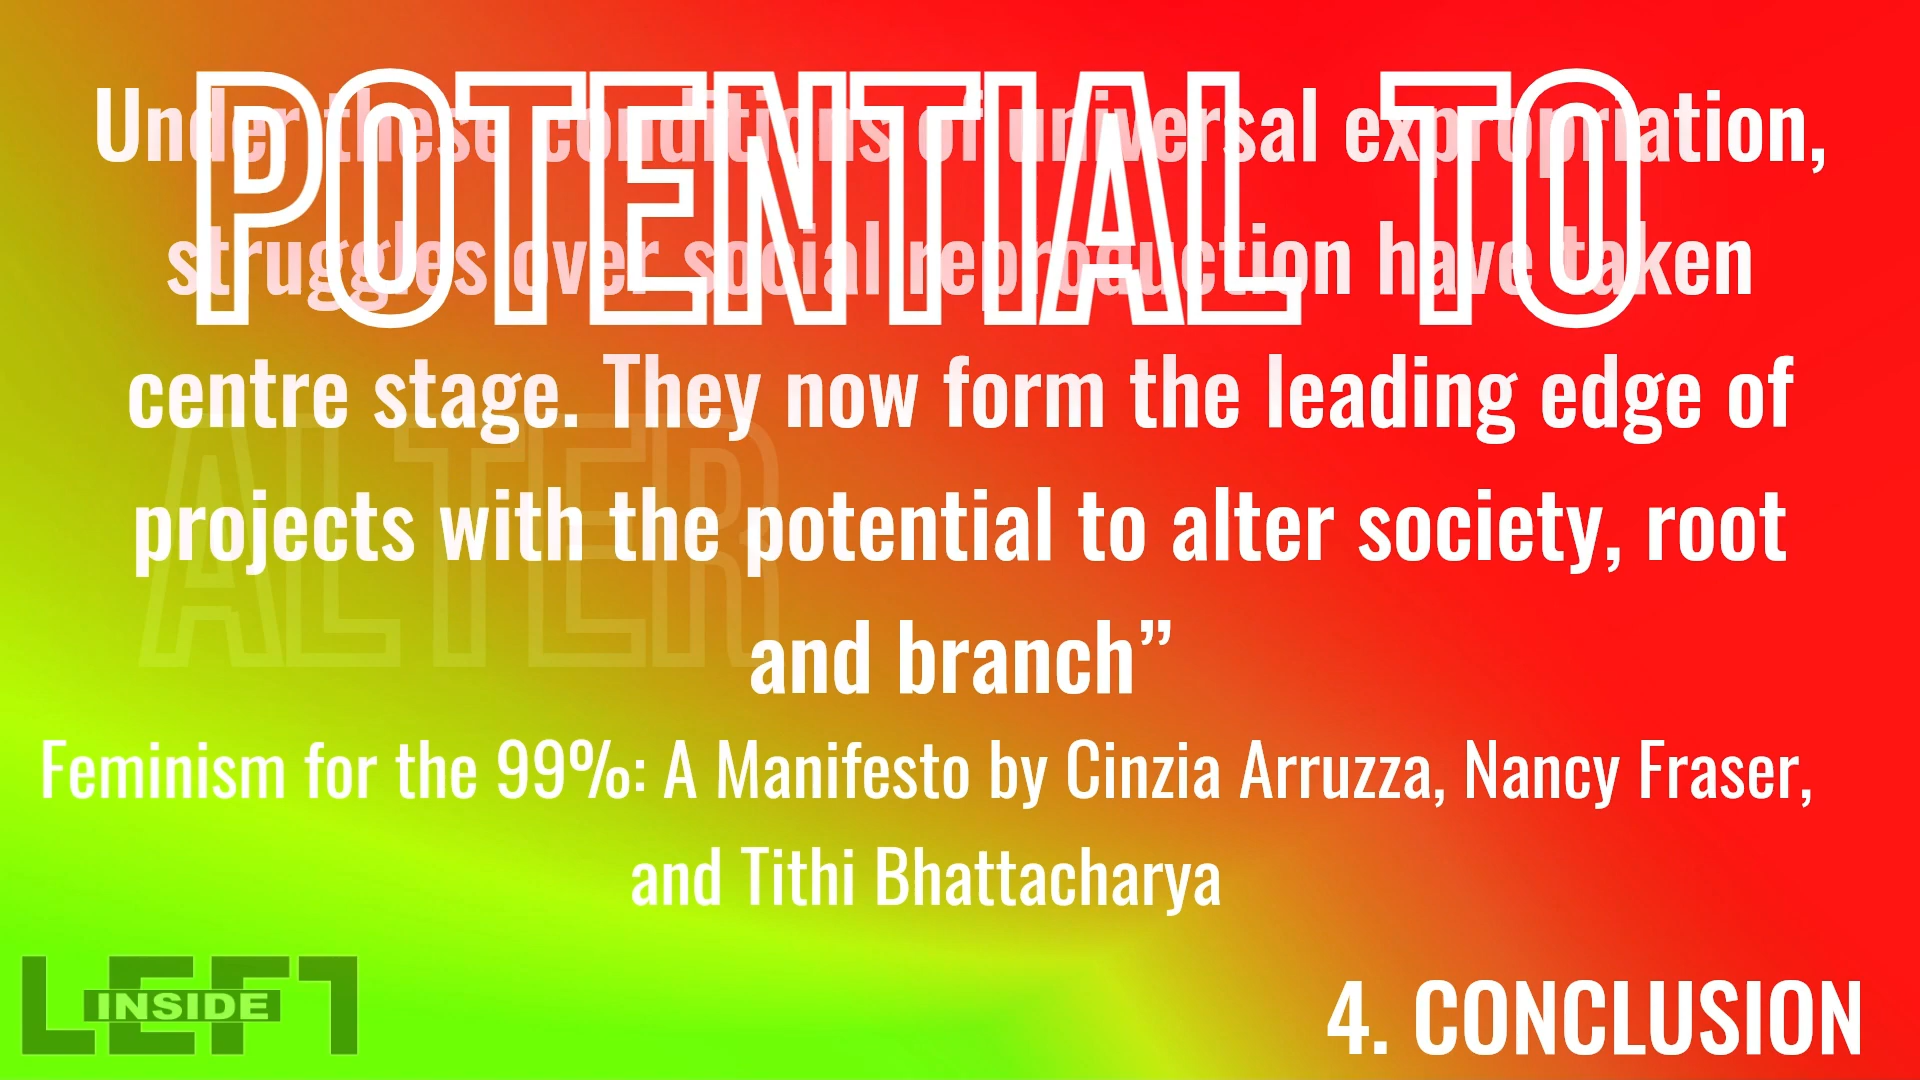 POTENTIAL TO
Under these conditions of universal expropriation,
struggles over social reproduction have taken
centre stage. They now form the leading edge of
ALTER
projects with the potential to alter society, root
and branch”
Feminism for the 99%: A Manifesto by Cinzia Arruzza, Nancy Fraser,
and Tithi Bhattacharya
LEFT
INSIDE
4. CONCLUSION